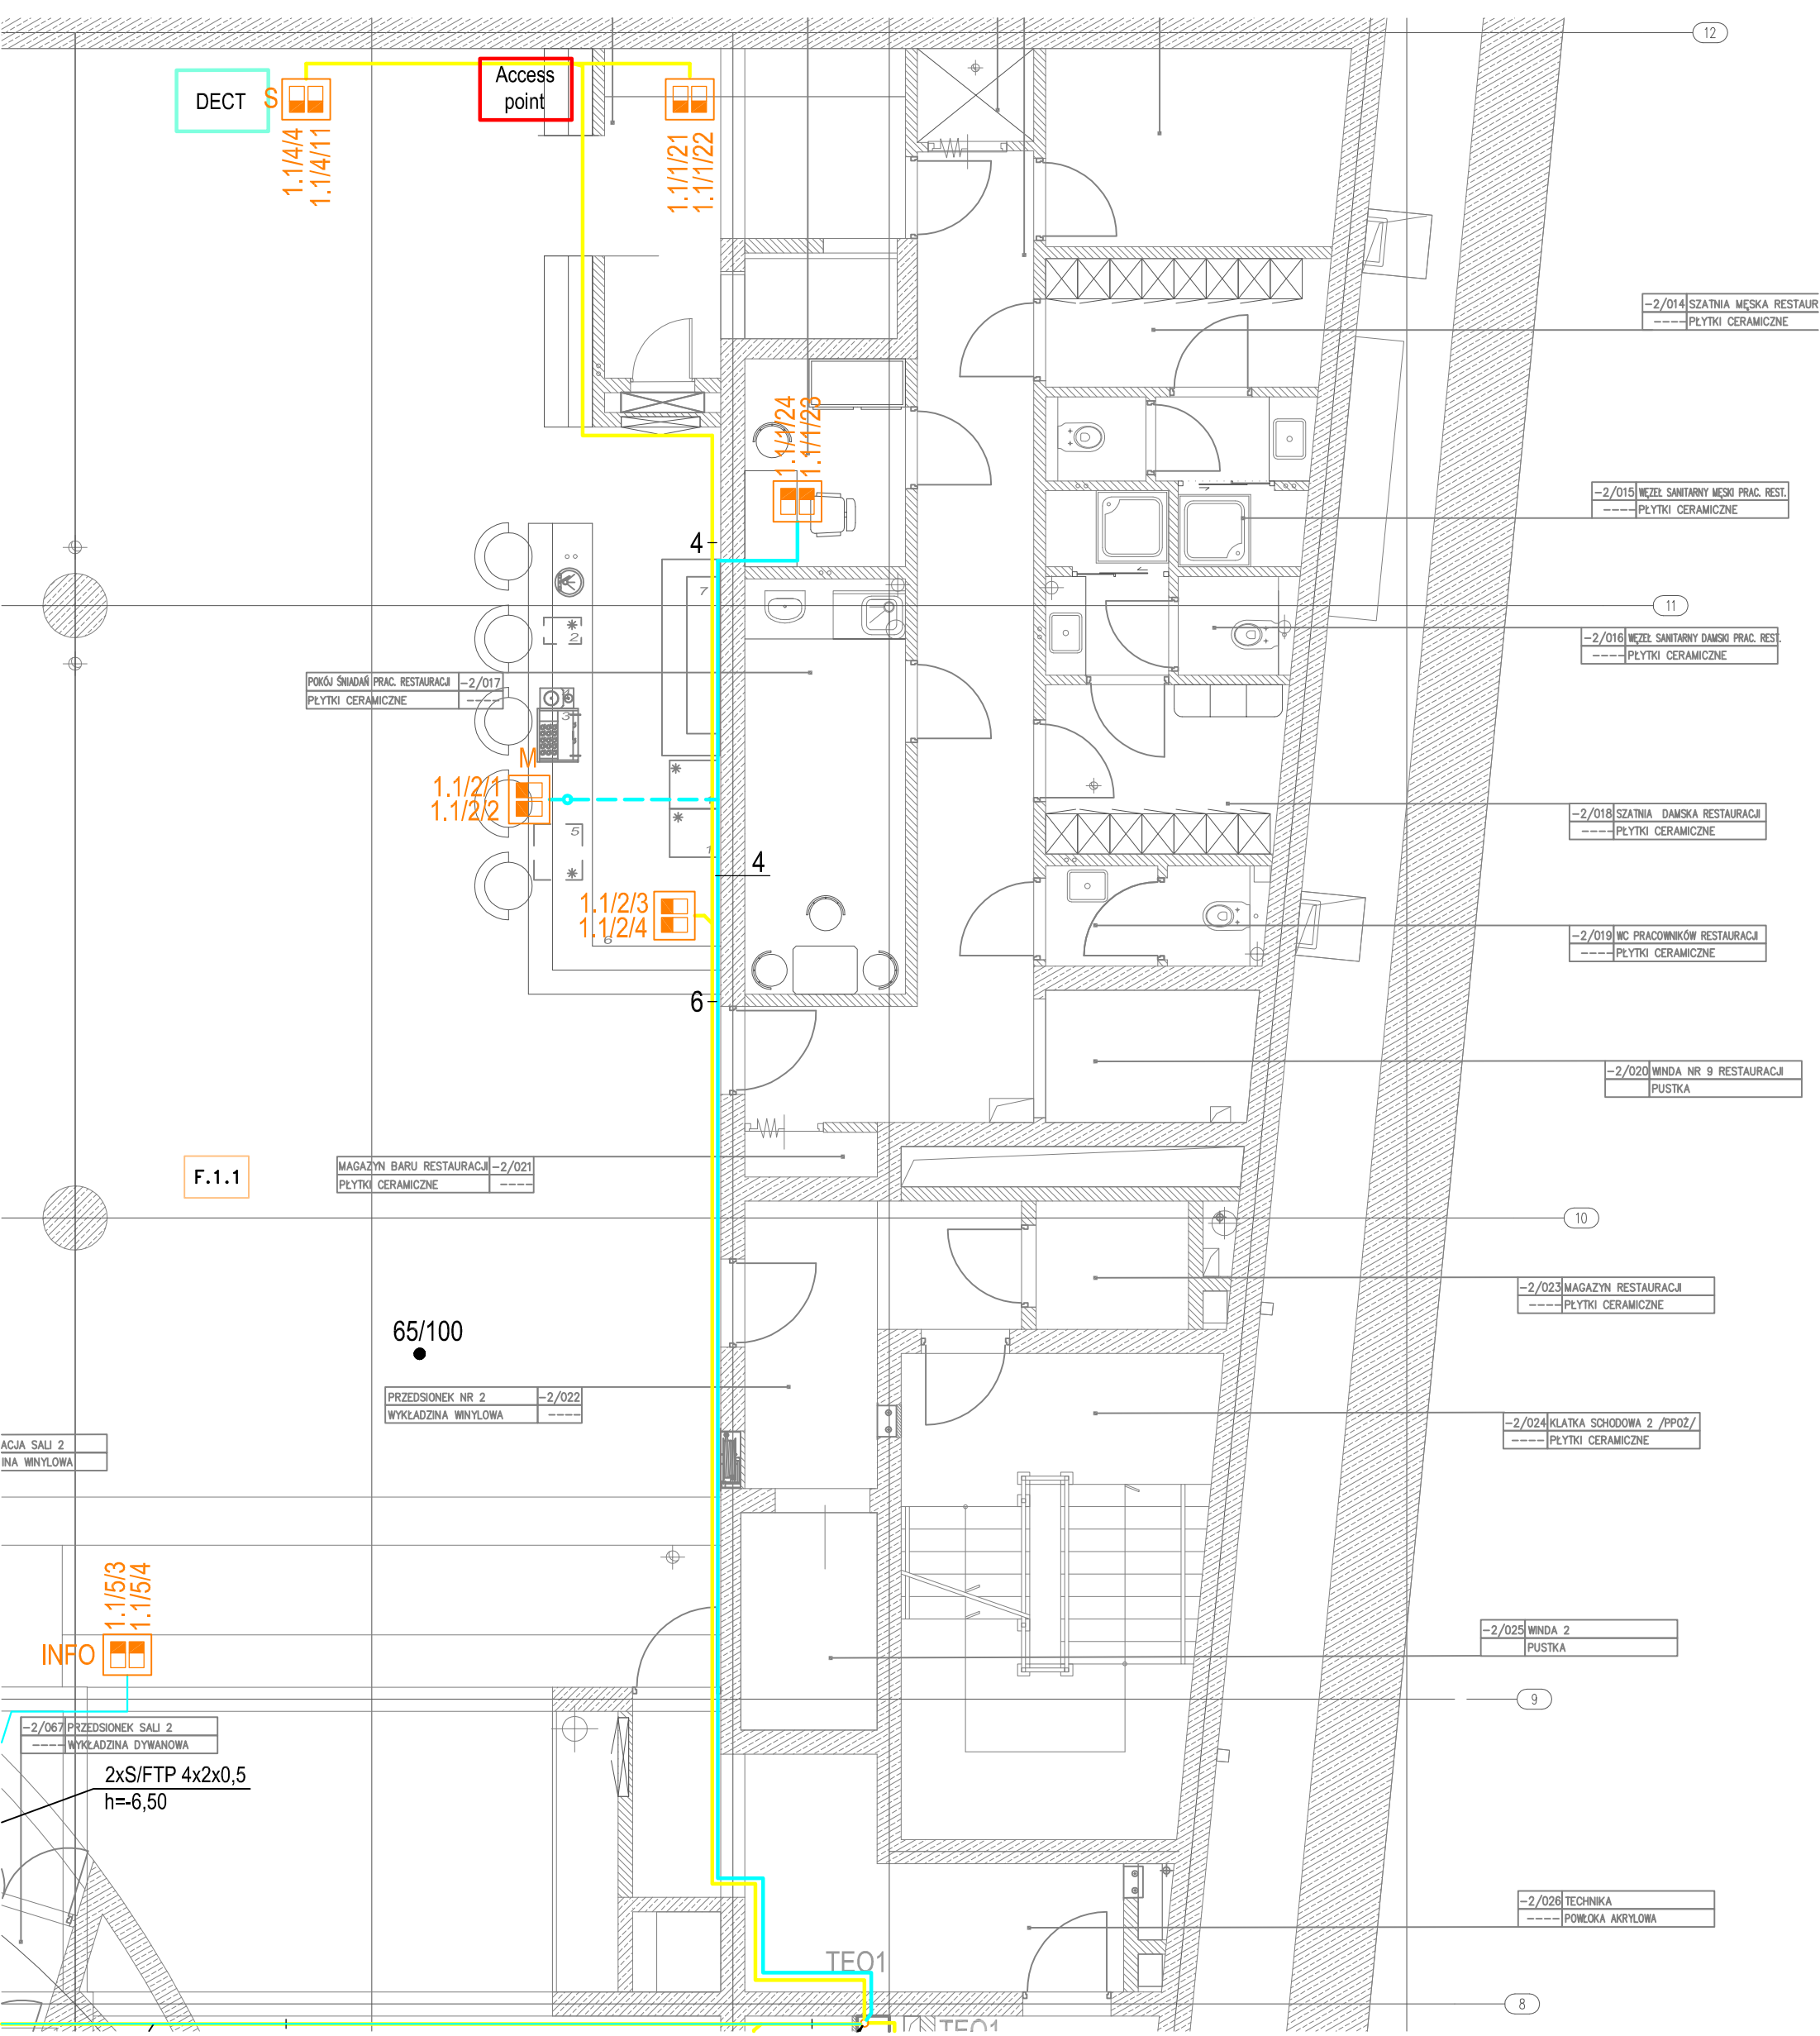 12
DECT
S
Access
point
1.1/4/4
1.1/4/11
1.1/1/21
1.1/1/22
-2/014 SZATNIA MĘSKA RESTAUR
---- PŁYTKI CERAMICZNE
1.1/1/24
1.1/1/23
-2/015 WĘZEŁ SANITARNY MĘSKI PRAC. REST.
---- PŁYTKI CERAMICZNE
4
7
11
2
-2/016 WĘZEŁ SANITARNY DAMSKI PRAC. REST.
---- PŁYTKI CERAMICZNE
POKÓJ ŚNIADAŃ PRAC. RESTAURACJI -2/017
PŁYTKI CERAMICZNE ----
3
M
1.1/2/1
1.1/2/2
-2/018 SZATNIA DAMSKA RESTAURACJI
---- PŁYTKI CERAMICZNE
5
1
4
1.1/2/3
1.1/2/4
6
-2/019 WC PRACOWNIKÓW RESTAURACJI
---- PŁYTKI CERAMICZNE
6
-2/020 WINDA NR 9 RESTAURACJI
PUSTKA
F.1.1
MAGAZYN BARU RESTAURACJI -2/021
PŁYTKI CERAMICZNE ----
10
-2/023 MAGAZYN RESTAURACJI
---- PŁYTKI CERAMICZNE
65/100
PRZEDSIONEK NR 2 -2/022
WYKŁADZINA WINYLOWA ----
-2/024 KLATKA SCHODOWA 2 /PPOŻ/
---- PŁYTKI CERAMICZNE
ACJA SALI 2
INA WINYLOWA
1.1/5/3
1.1/5/4
INFO
-2/025 WINDA 2
PUSTKA
9
-2/067 PRZEDSIONEK SALI 2
---- WYKŁADZINA DYWANOWA
2xS/FTP 4x2x0,5
h=-6,50
-2/026 TECHNIKA
---- POWŁOKA AKRYLOWA
TEO1
8
TEO1